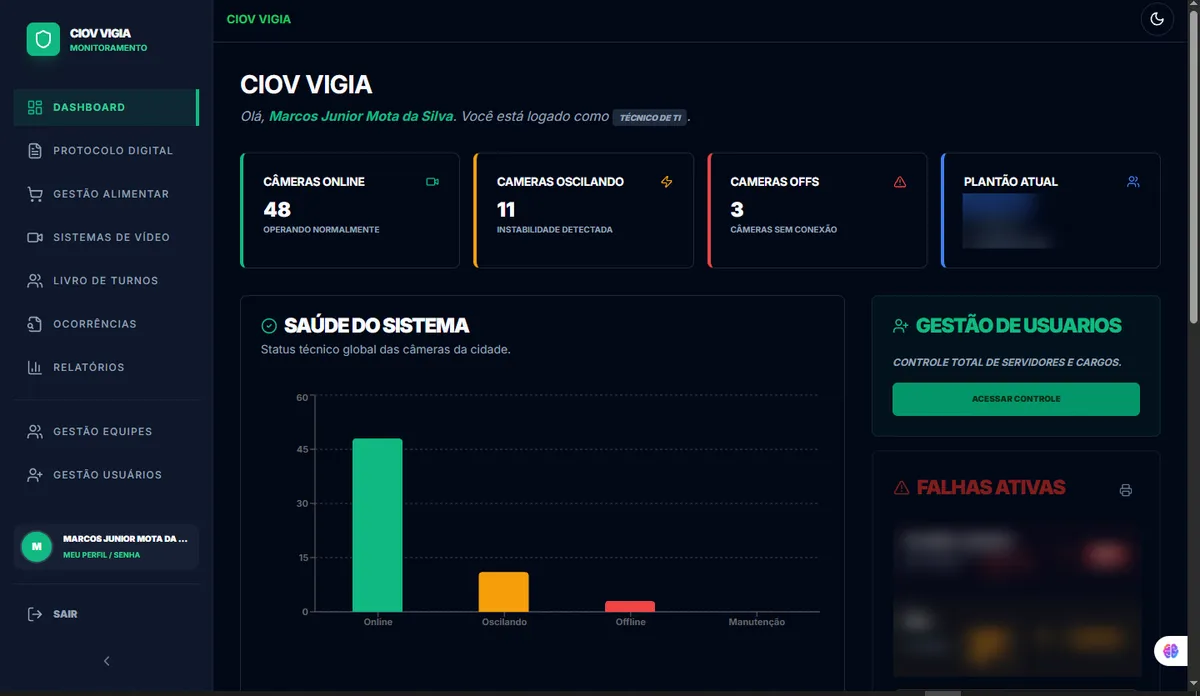 CIOV VIGIA
MONITORAMENTO
DASHBOARD
PROTOCOLO DIGITAL
GESTÃO ALIMENTAR
SISTEMAS DE VÍDEO
LIVRO DE TURNOS
OCORRÊNCIAS
RELATÓRIOS
GESTÃO EQUIPES
GESTÃO USUÁRIOS
M
MARCOS JUNIOR MOTA DA ...
MEU PERFIL / SENHA
SAIR
CIOV VIGIA
CIOV VIGIA
Olá, Marcos Junior Mota da Silva. Você está logado como TÉCNICO DE TI .
CÂMERAS ONLINE
48
OPERANDO NORMALMENTE
CAMERAS OSCILANDO
11
INSTABILIDADE DETECTADA
CAMERAS OFFS
3
CÂMERAS SEM CONEXÃO
PLANTÃO ATUAL
SAÚDE DO SISTEMA
Status técnico global das câmeras da cidade.
60
45
30
15
0
Online
Oscilando
Offline
Manutenção
GESTÃO DE USUARIOS
CONTROLE TOTAL DE SERVIDORES E CARGOS.
ACESSAR CONTROLE
FALHAS ATIVAS